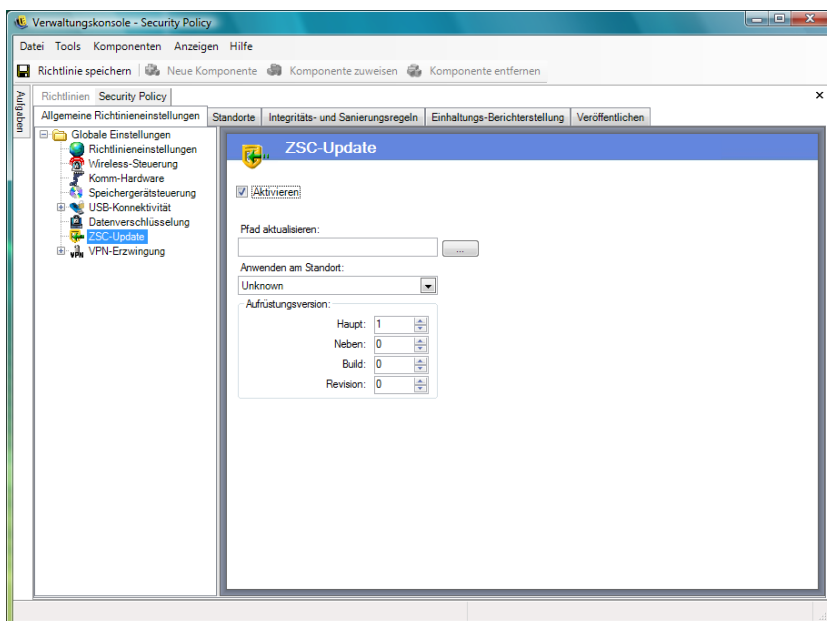 Verwaltungskonsole - Security Policy
Datei Tools Komponenten Anzeigen Hilfe
Richtlinie speichern Neue Komponente Komponente zuweisen Komponente entfernen
Aufgaben
Richtlinien Security Policy
Allgemeine Richtinieneinstellungen Standorte Integritäts- und Sanierungsregeln Einhaltungs-Berichterstellung Veröffentlichen
Globale Einstellungen
Richtlinieneinstellungen
Wireless-Steuerung
Komm-Hardware
Speichergerätsteuerung
USB-Konnektivität
Datenverschlüsselung
ZSC-Update
VPN-Erzwingung
ZSC-Update
Aktivieren
Pfad aktualisieren:
...
Anwenden am Standort:
Unknown
Aufrüstungsversion:
Haupt: 1
Neben: 0
Build: 0
Revision: 0